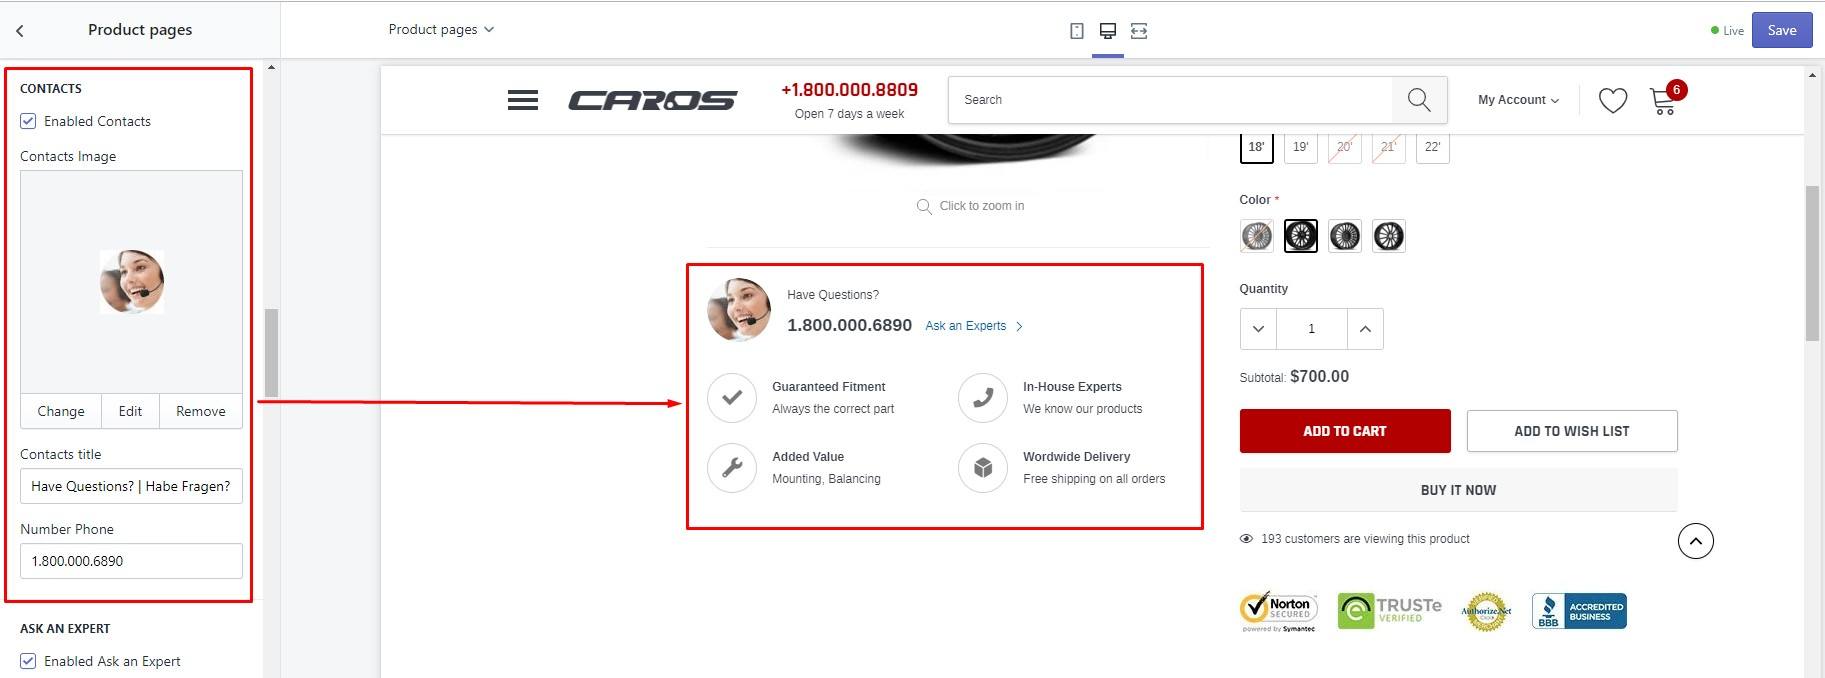 Product pages
Product pages
Live
Save
CONTACTS
Enabled Contacts
Contacts Image
Change
Edit
Remove
Contacts title
Have Questions? | Habe Fragen?
Number Phone
1.800.000.6890
ASK AN EXPERT
Enabled Ask an Expert
CAROS
+1.800.000.8809
Open 7 days a week
Search
My Account
6
Click to zoom in
Have Questions?
1.800.000.6890 Ask an Experts
Guaranteed Fitment
Always the correct part
In-House Experts
We know our products
Added Value
Mounting, Balancing
Wordwide Delivery
Free shipping on all orders
18' 19' 20' 21' 22'
Color *
Quantity
1
Subtotal: $700.00
ADD TO CART
ADD TO WISH LIST
BUY IT NOW
193 customers are viewing this product
Norton
SECURED
powered by Symantec
TRUSTe
VERIFIED
Authorize.Net
Click
BBB
ACCREDITED
BUSINESS